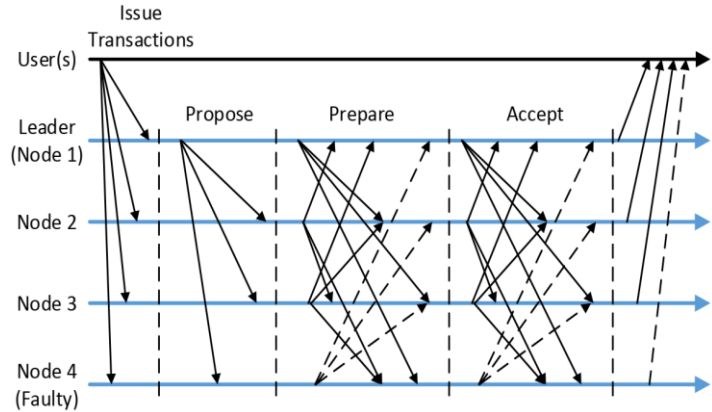 Issue
Transactions
User(s)
Propose
Prepare
Accept
Leader
(Node 1)
Node 2
Node 3
Node 4
(Faulty)